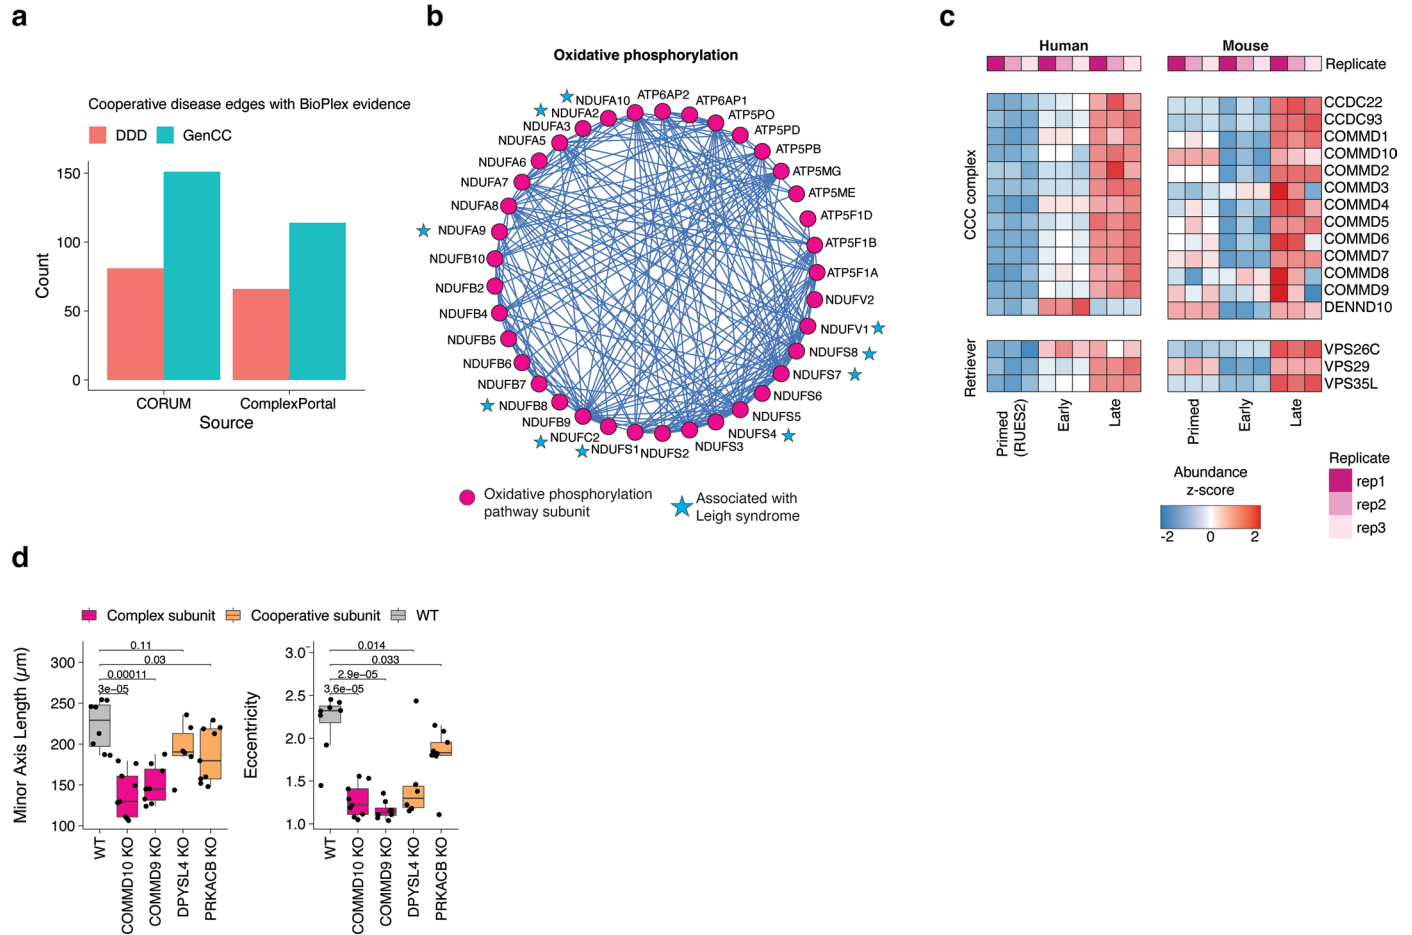 a
Cooperative disease edges with BioPlex evidence
DDD
GenCC
Count
150
100
50
0
CORUM
ComplexPortal
Source
b
Oxidative phosphorylation
ATP6AP2
ATP6AP1
ATP5PO
ATP5PD
ATP5PB
ATP5MG
ATP5ME
ATP5F1D
ATP5F1B
ATP5F1A
NDUFV2
NDUFV1
NDUFS8
NDUFS7
NDUFS6
NDUFS5
NDUFS4
NDUFS3
NDUFS2
NDUFS1
NDUFC2
NDUFB9
NDUFB8
NDUFB7
NDUFB6
NDUFB5
NDUFB4
NDUFB2
NDUFB10
NDUFA9
NDUFA8
NDUFA7
NDUFA6
NDUFA5
NDUFA3
NDUFA2
NDUFA10
Oxidative phosphorylation
pathway subunit
Associated with
Leigh syndrome
c
Human
Mouse
Replicate
CCC complex
CCDC22
CCDC93
COMMD1
COMMD10
COMMD2
COMMD3
COMMD4
COMMD5
COMMD6
COMMD7
COMMD8
COMMD9
DENND10
Retriever
VPS26C
VPS29
VPS35L
Primed
(RUES2)
Early
Late
Primed
Early
Late
Abundance
z-score
-2
0
2
Replicate
rep1
rep2
rep3
d
Complex subunit
Cooperative subunit
WT
Minor Axis Length (µm)
300
250
200
150
100
0.11
0.03
0.00011
3e-05
WT
COMMD10 KO
COMMD9 KO
DPYSL4 KO
PRKACB KO
Eccentricity
3.0
2.5
2.0
1.5
1.0
0.014
0.033
2.9e-05
3.6e-05
WT
COMMD10 KO
COMMD9 KO
DPYSL4 KO
PRKACB KO